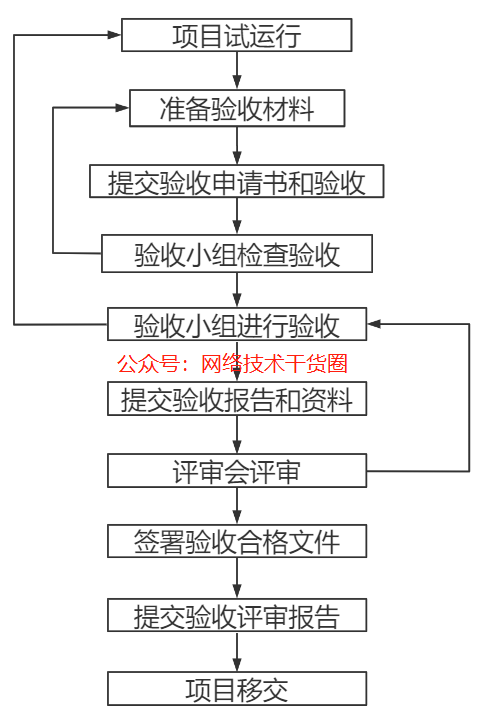 项目试运行
准备验收材料
提交验收申请书和验收
验收小组检查验收
验收小组进行验收
公众号：网络技术干货圈
提交验收报告和资料
评审会评审
签署验收合格文件
提交验收评审报告
项目移交